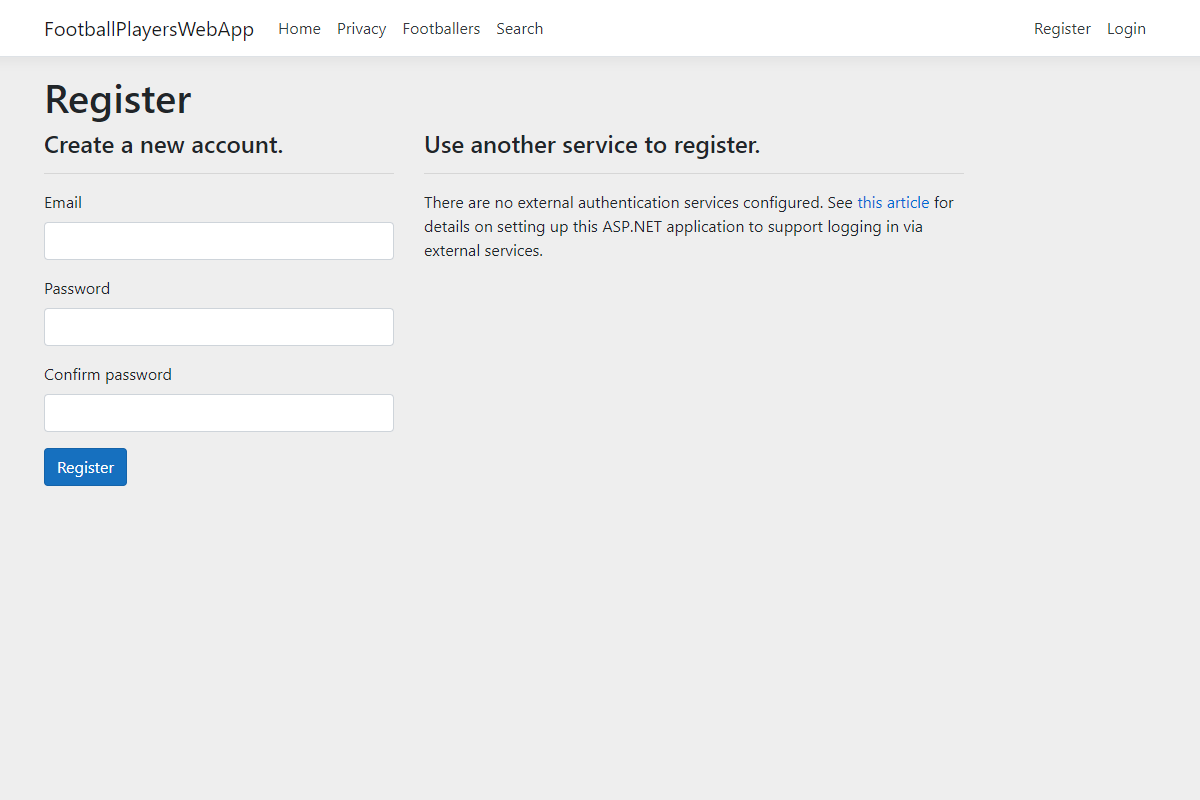 FootballPlayersWebApp Home Privacy Footballers Search Register Login
Register
Create a new account.
Email
Password
Confirm password
Register
Use another service to register.
There are no external authentication services configured. See this article for
details on setting up this ASP.NET application to support logging in via
external services.